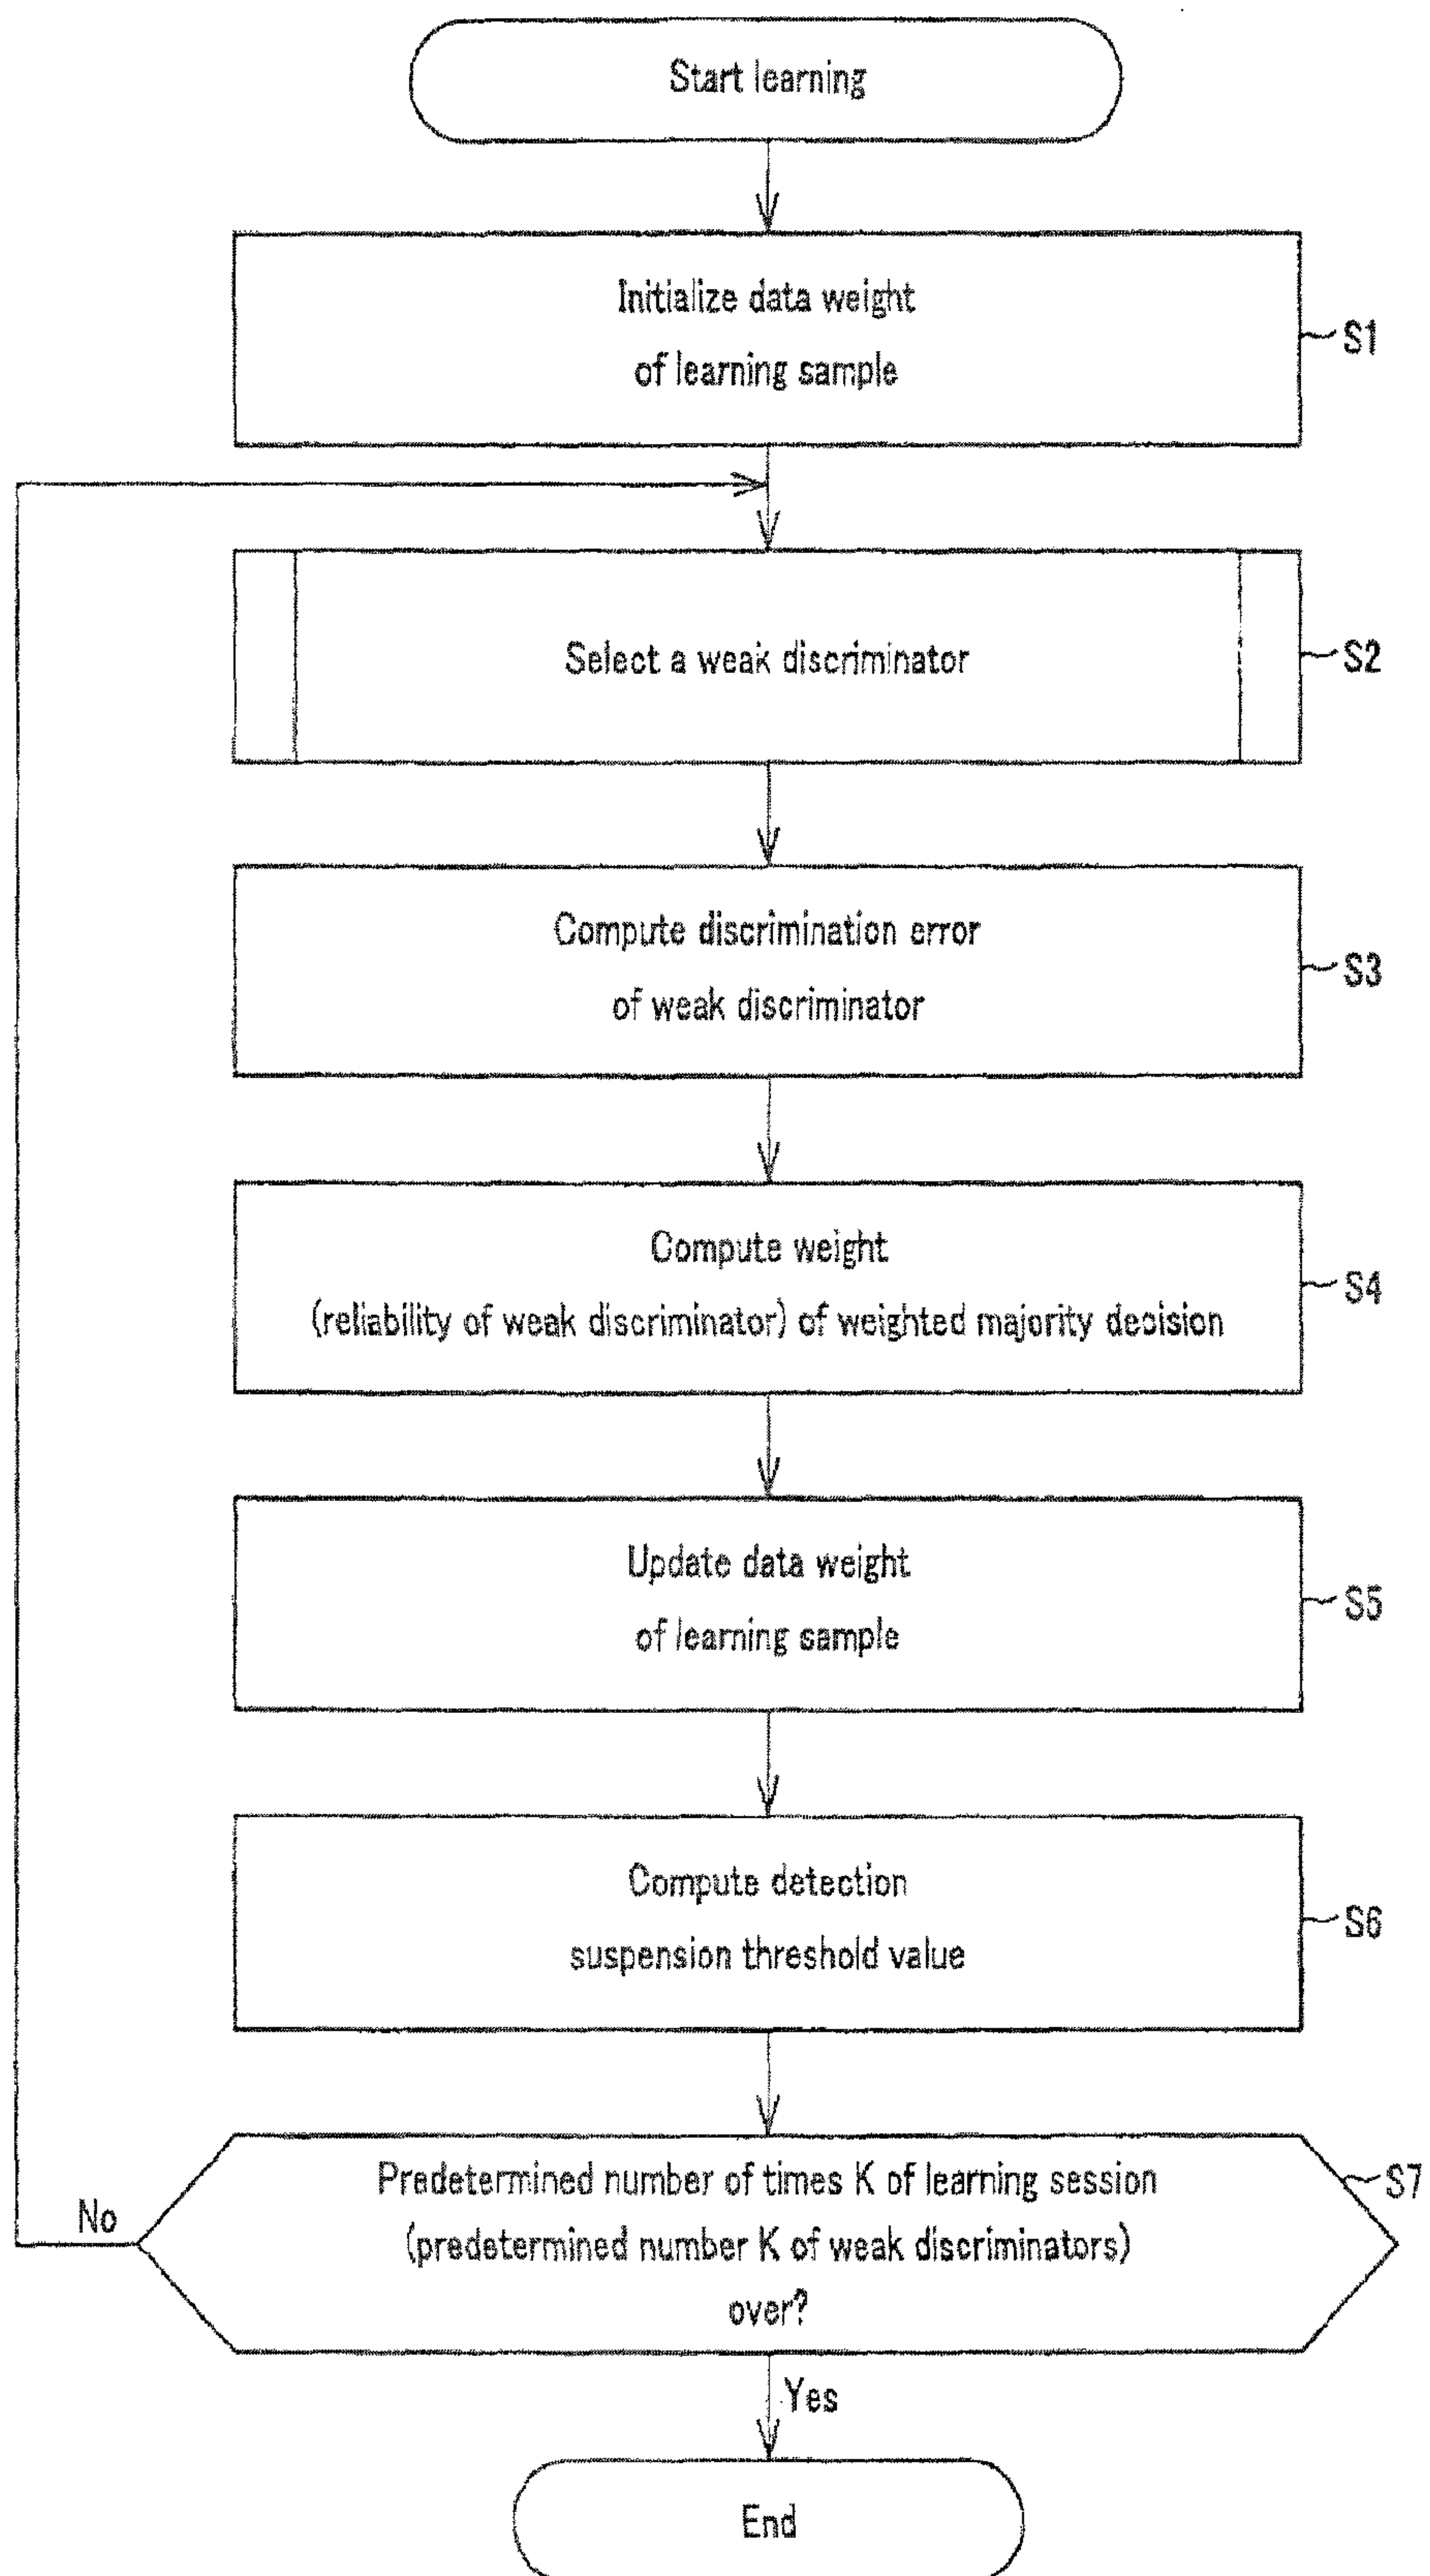 Start learning
Initialize data weight
of learning sample
S1
Select a weak discriminator
S2
Compute discrimination error
of weak discriminator
S3
Compute weight
(reliability of weak discriminator) of weighted majority decision
S4
Update data weight
of learning sample
S5
Compute detection
suspension threshold value
S6
Predetermined number of times K of learning session
(predetermined number K of weak discriminators)
over?
S7
No
Yes
End